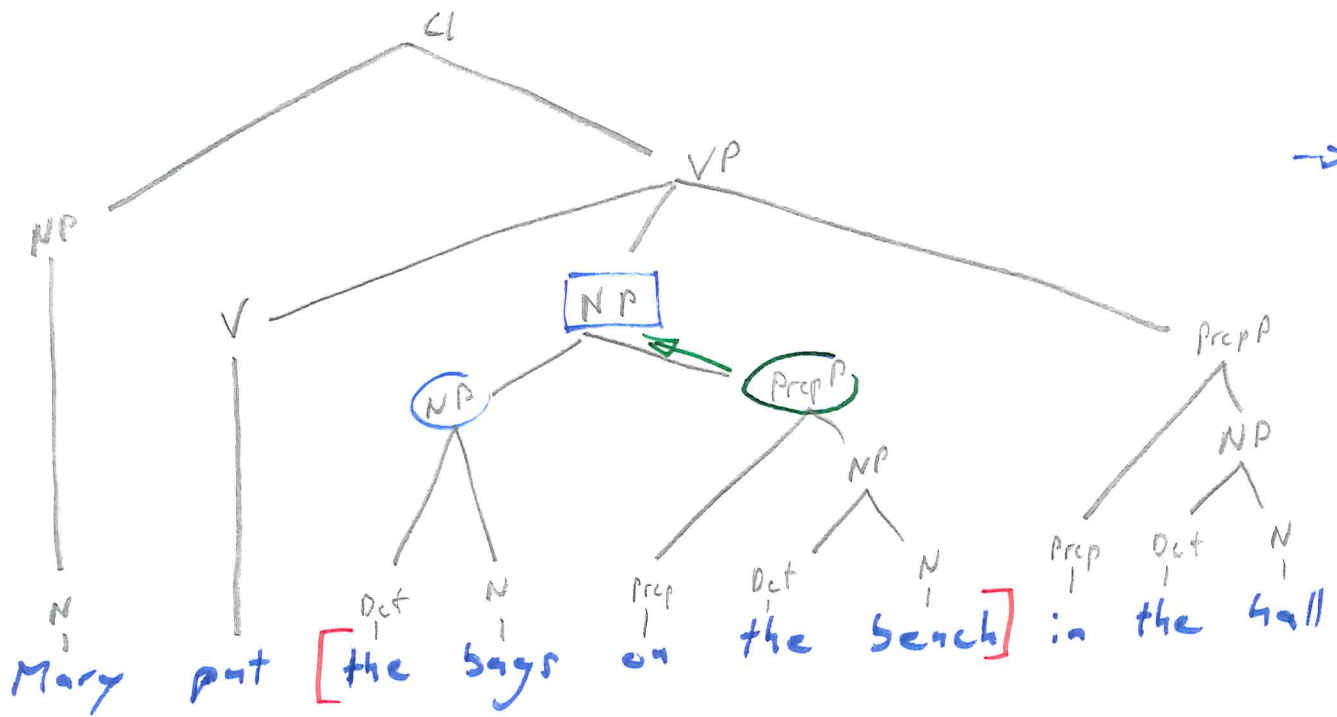 Cl
VP
NP
NP
V
PrepP
NP PrepP
NP
NP
Prep Det N
N Det N Prep Det N
Mary put [the bags on the bench] in the hall